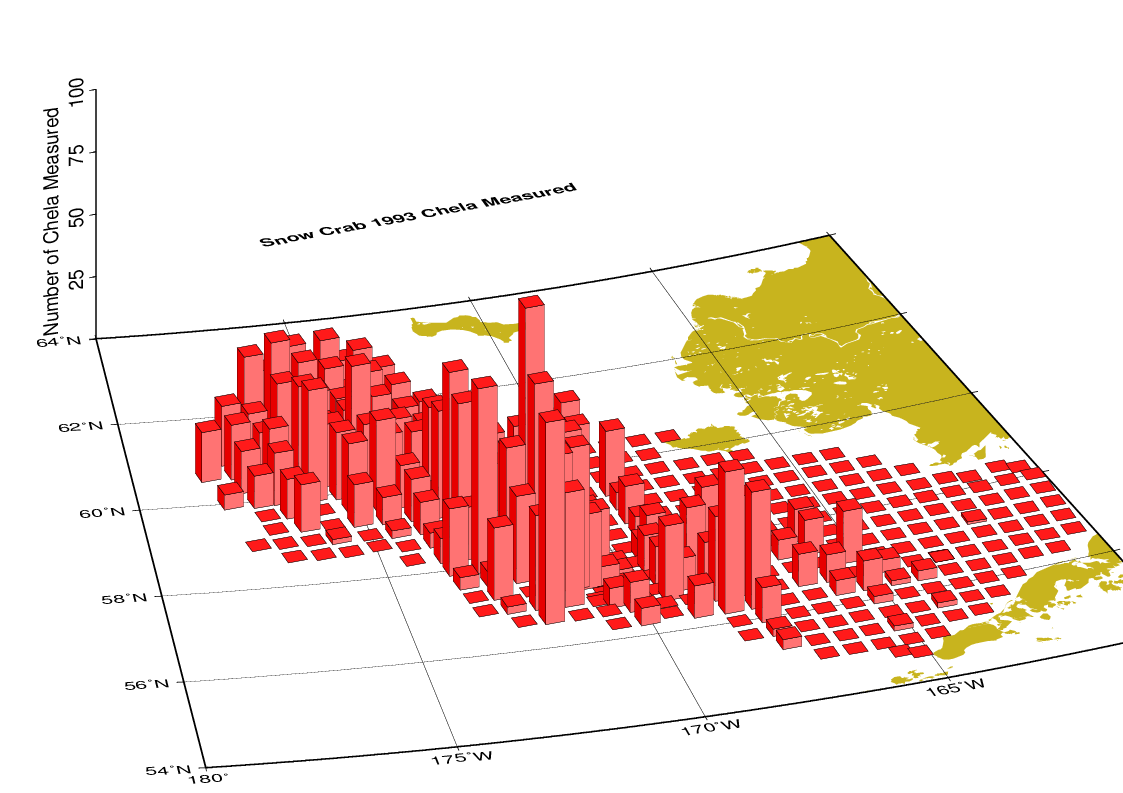 100
75
50
25
Number of Chela Measured
Snow Crab 1993 Chela Measured
64°N
62°N
60°N
58°N
56°N
54°N
180°
175°W
170°W
165°W